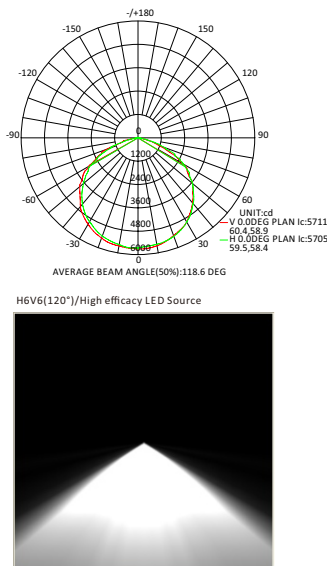 -/+180
-150 150
-120 120
-90 0 90
1200
2400
-60 3600 60
4800
UNIT:cd
V 0.0DEG PLAN Ic:5711
60.4,58.9
-30 6000 30
H 0.0DEG PLAN Ic:5705
59.5,58.4
0
AVERAGE BEAM ANGLE(50%):118.6 DEG
H6V6(120°)/High efficacy LED Source